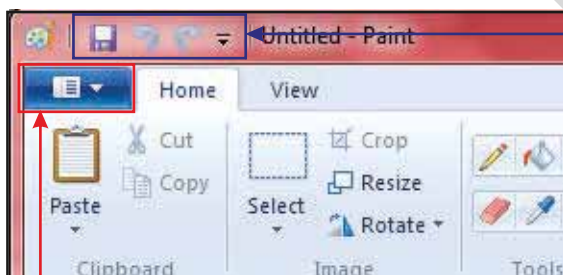 Untitled - Paint
Home View
Cut Crop
Copy Resize
Paste Select Rotate
Clipboard Image Tools